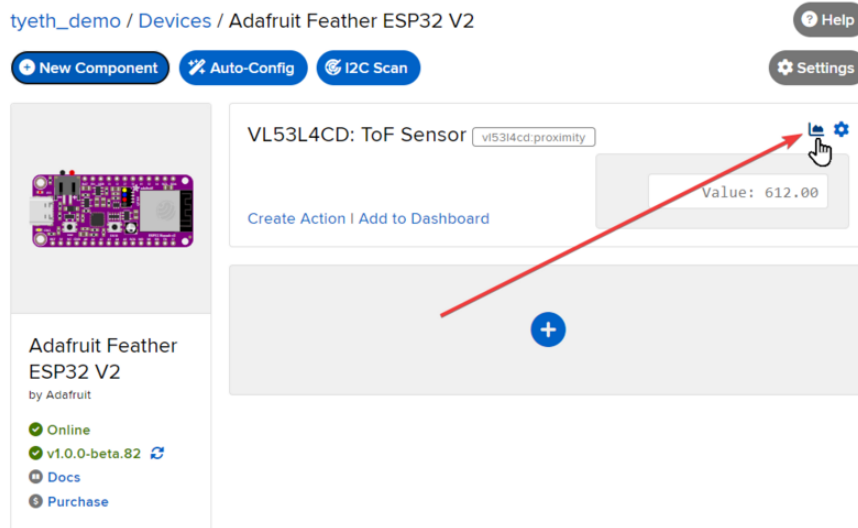 tyeth_demo / Devices / Adafruit Feather ESP32 V2
Help
New Component
Auto-Config
I2C Scan
Settings
VL53L4CD: ToF Sensor
vl53l4cd:proximity
Value: 612.00
Create Action | Add to Dashboard
Adafruit Feather
ESP32 V2
by Adafruit
Online
v1.0.0-beta.82
Docs
Purchase